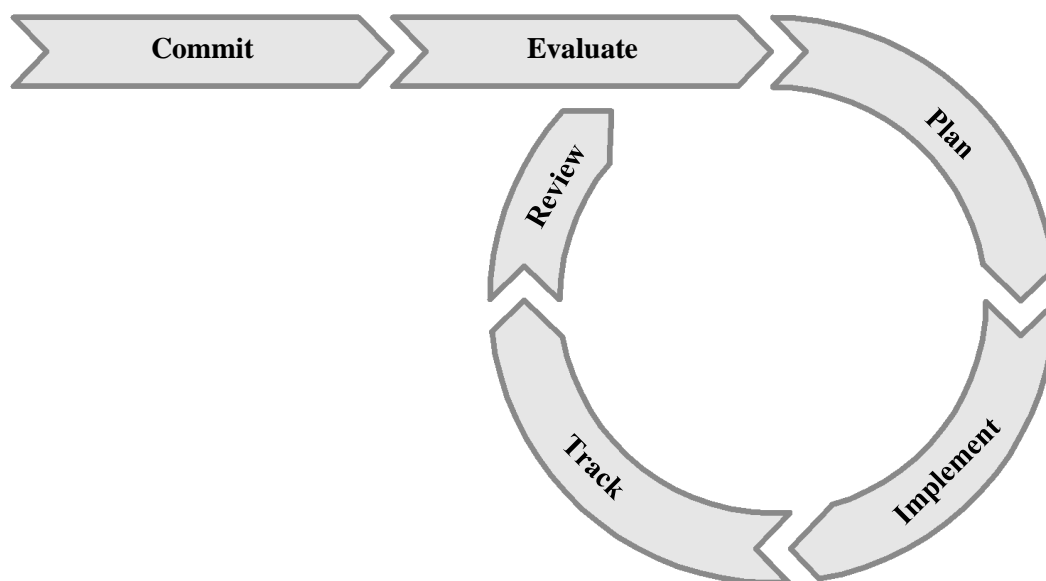 Commit
Evaluate
Plan
Implement
Track
Review